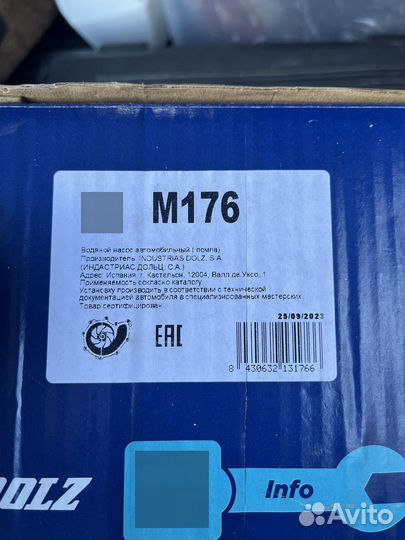 M176
Водяной насос автомобильный ( помпа)
Производитель: INDUSTRIAS DOLZ, S.A.
(ИНДАСТРИАС ДОЛЬЦ, С.А.)
Адрес: Испания, г. Кастельон, 12004, Валл де Уксо, 1
Применяемость согласно каталогу.
Установку производить в соответствии с технической
документацией автомобиля в специализированных мастерских.
Товар сертифицирован.
25/09/2023
EAC
8 430632 131766
DOLZ
Info
Avito